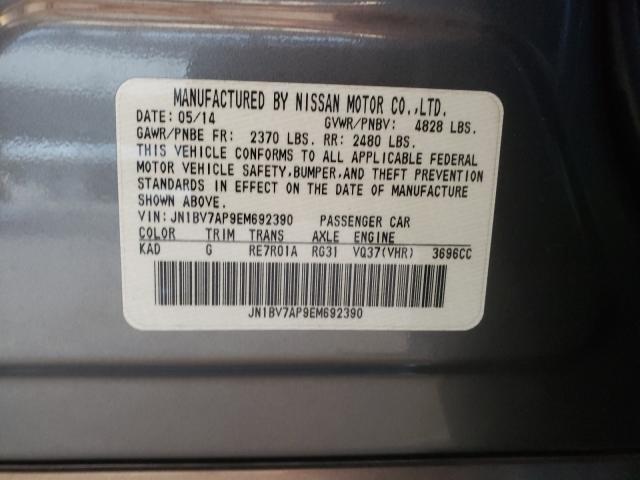 MANUFACTURED BY NISSAN MOTOR CO.,LTD.
DATE: 05/14 GVWR/PNBV: 4828 LBS.
GAWR/PNBE FR: 2370 LBS. RR: 2480 LBS.
THIS VEHICLE CONFORMS TO ALL APPLICABLE FEDERAL
MOTOR VEHICLE SAFETY,BUMPER,AND THEFT PREVENTION
STANDARDS IN EFFECT ON THE DATE OF MANUFACTURE
SHOWN ABOVE.
VIN: JN1BV7AP9EM692390 PASSENGER CAR
COLOR TRIM TRANS AXLE ENGINE
KAD G RE7R01A RG31 VQ37(VHR) 3696CC
JN1BV7AP9EM692390